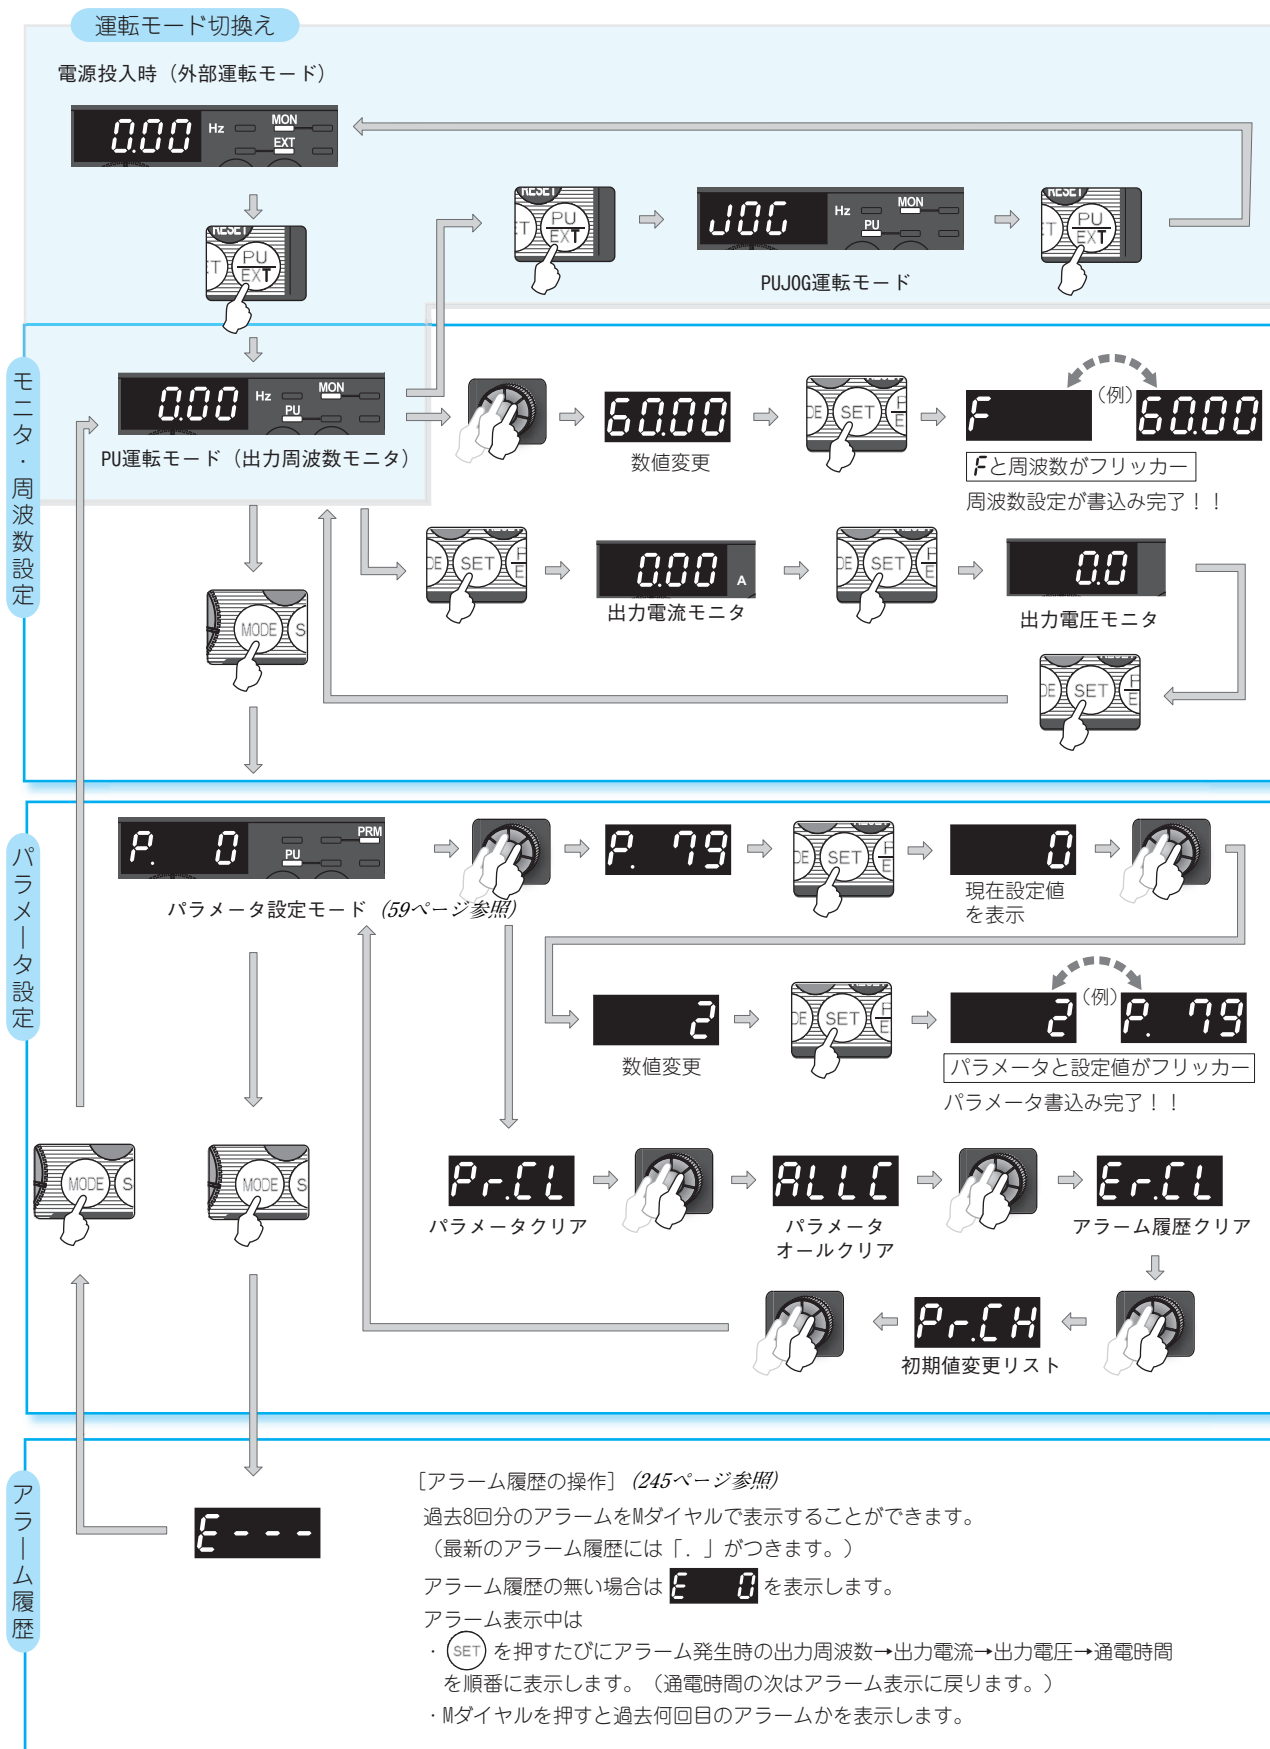 運転モード切換え
電源投入時（外部運転モード）
0.00 Hz MON EXT
RESET PU EXT
RESET PU EXT
JOG Hz MON PU
RESET PU EXT
PUJOG運転モード
モニタ・周波数設定
0.00 Hz MON PU
PU運転モード（出力周波数モニタ）
60.00
数値変更
DE SET P E
F （例） 60.00
Fと周波数がフリッカー
周波数設定が書込み完了！！
DE SET P E
0.00 A
出力電流モニタ
DE SET P E
0.0
出力電圧モニタ
MODE S
DE SET P E
パラメータ設定
P. 0 PRM PU
パラメータ設定モード (59ページ参照)
P. 79
DE SET P E
0
現在設定値
を表示
2
数値変更
DE SET P E
2 （例） P. 79
パラメータと設定値がフリッカー
パラメータ書込み完了！！
MODE S
MODE S
Pr.CL
パラメータクリア
ALLC
パラメータ
オールクリア
Er.CL
アラーム履歴クリア
Pr.CH
初期値変更リスト
アラーム履歴
E---
［アラーム履歴の操作］(245ページ参照)
過去8回分のアラームをMダイヤルで表示することができます。
（最新のアラーム履歴には「．」がつきます。）
アラーム履歴の無い場合は E 0 を表示します。
アラーム表示中は
・ SET を押すたびにアラーム発生時の出力周波数→出力電流→出力電圧→通電時間
を順番に表示します。（通電時間の次はアラーム表示に戻ります。）
・Mダイヤルを押すと過去何回目のアラームかを表示します。